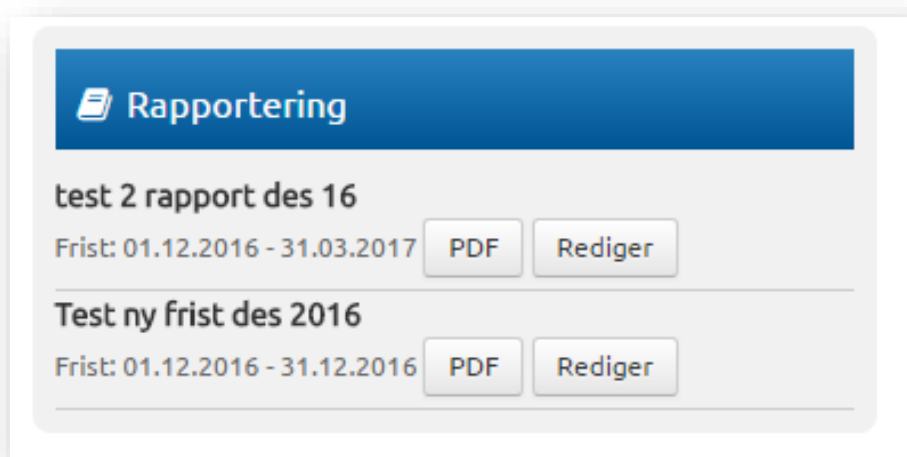 Rapportering
test 2 rapport des 16
Frist: 01.12.2016 - 31.03.2017 PDF Rediger
Test ny frist des 2016
Frist: 01.12.2016 - 31.12.2016 PDF Rediger